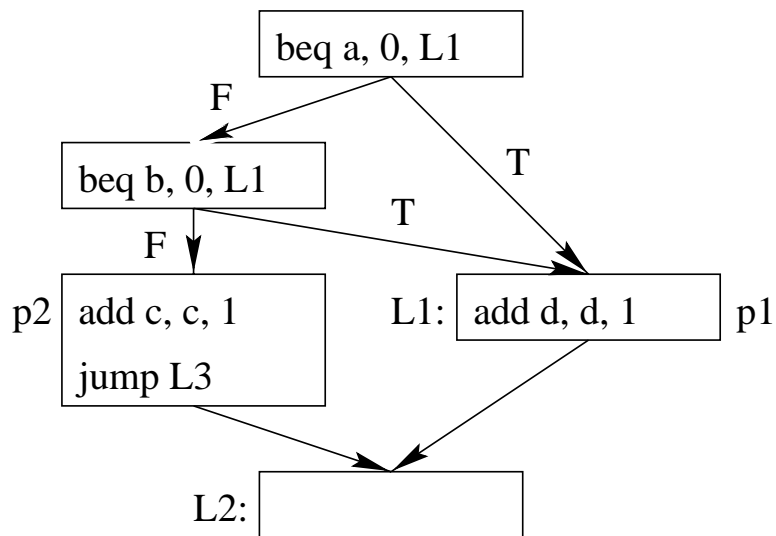 beq a, 0, L1
F
T
beq b, 0, L1
T
F
p2
add c, c, 1
jump L3
L1:
add d, d, 1
p1
L2: